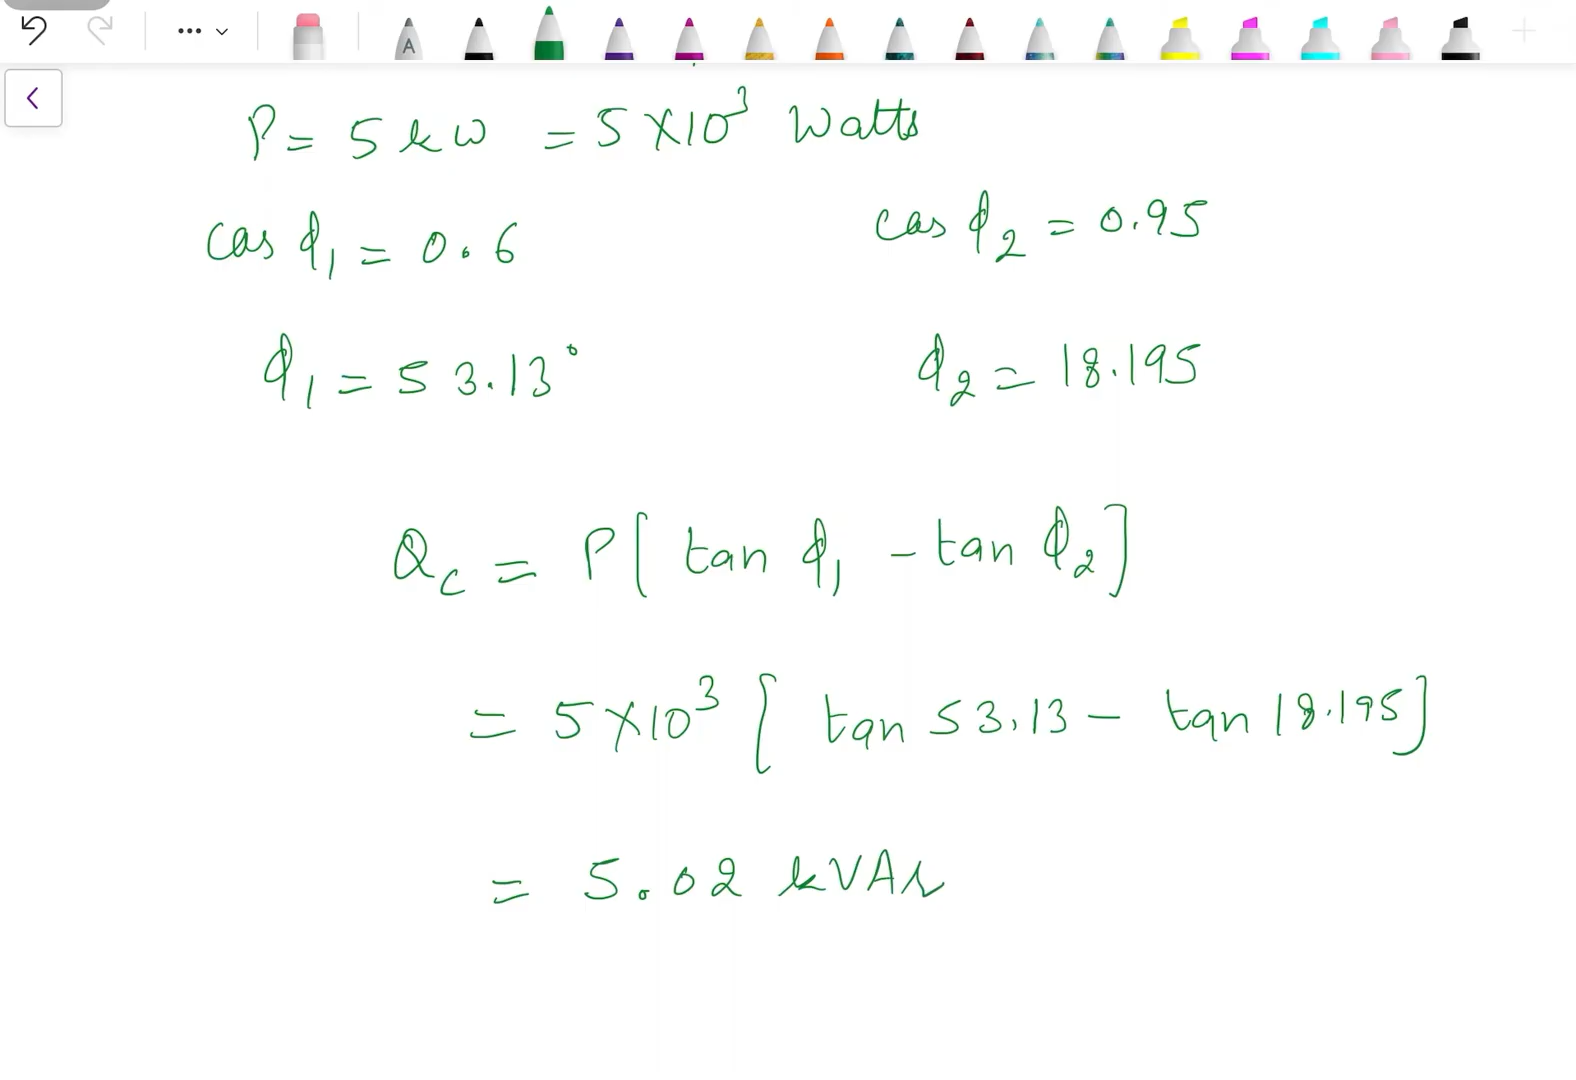 A
P = 5 kW = 5 × 10³ Watts
cos ϕ₁ = 0.6 cos ϕ₂ = 0.95
ϕ₁ = 53.13° ϕ₂ = 18.195
Q_C = P [ tan ϕ₁ - tan ϕ₂ ]
= 5 × 10³ [ tan 53.13 - tan 18.195 ]
= 5.02 kVAr